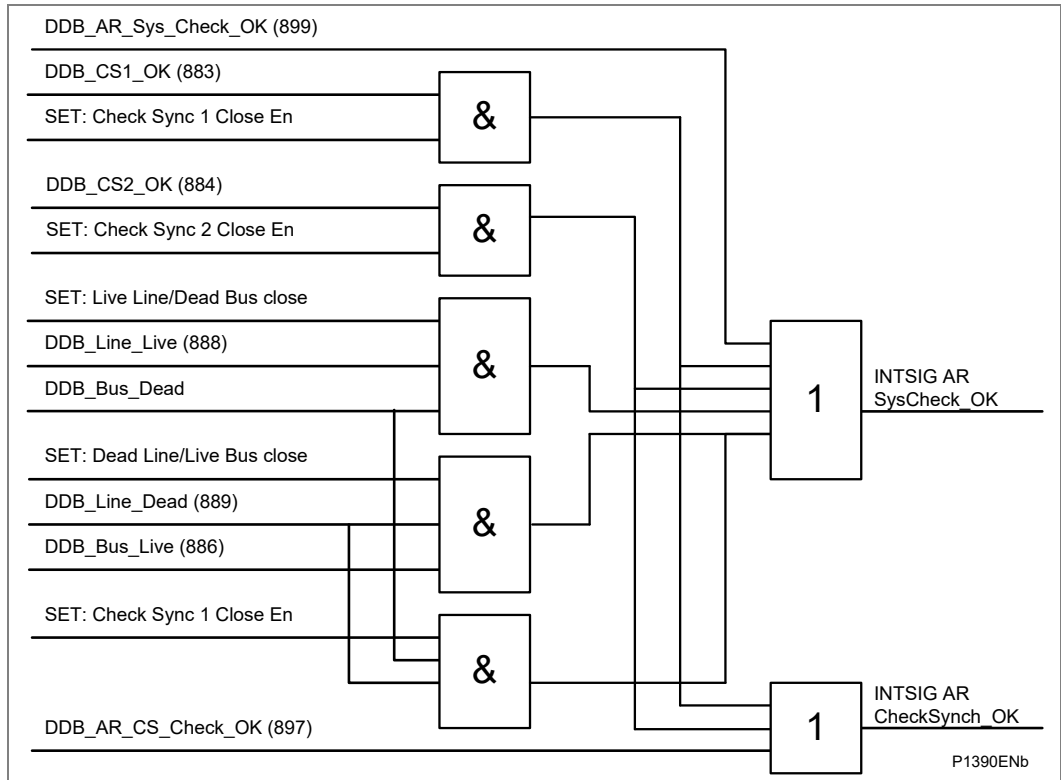 DDB_AR_Sys_Check_OK (899)
DDB_CS1_OK (883)
SET: Check Sync 1 Close En
&
DDB_CS2_OK (884)
SET: Check Sync 2 Close En
&
SET: Live Line/Dead Bus close
DDB_Line_Live (888)
DDB_Bus_Dead
&
SET: Dead Line/Live Bus close
DDB_Line_Dead (889)
DDB_Bus_Live (886)
&
SET: Check Sync 1 Close En
&
DDB_AR_CS_Check_OK (897)
1
INTSIG AR
SysCheck_OK
1
INTSIG AR
CheckSynch_OK
P1390ENb